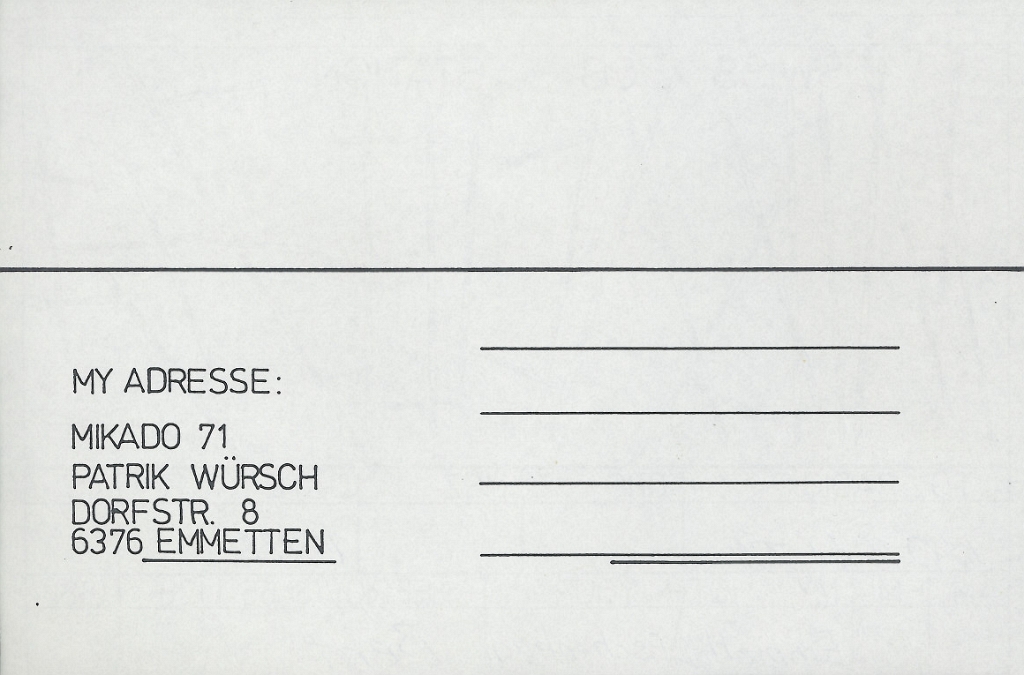 MY ADRESSE:
MIKADO 71
PATRIK WÜRSCH
DORFSTR. 8
6376 EMMETTEN